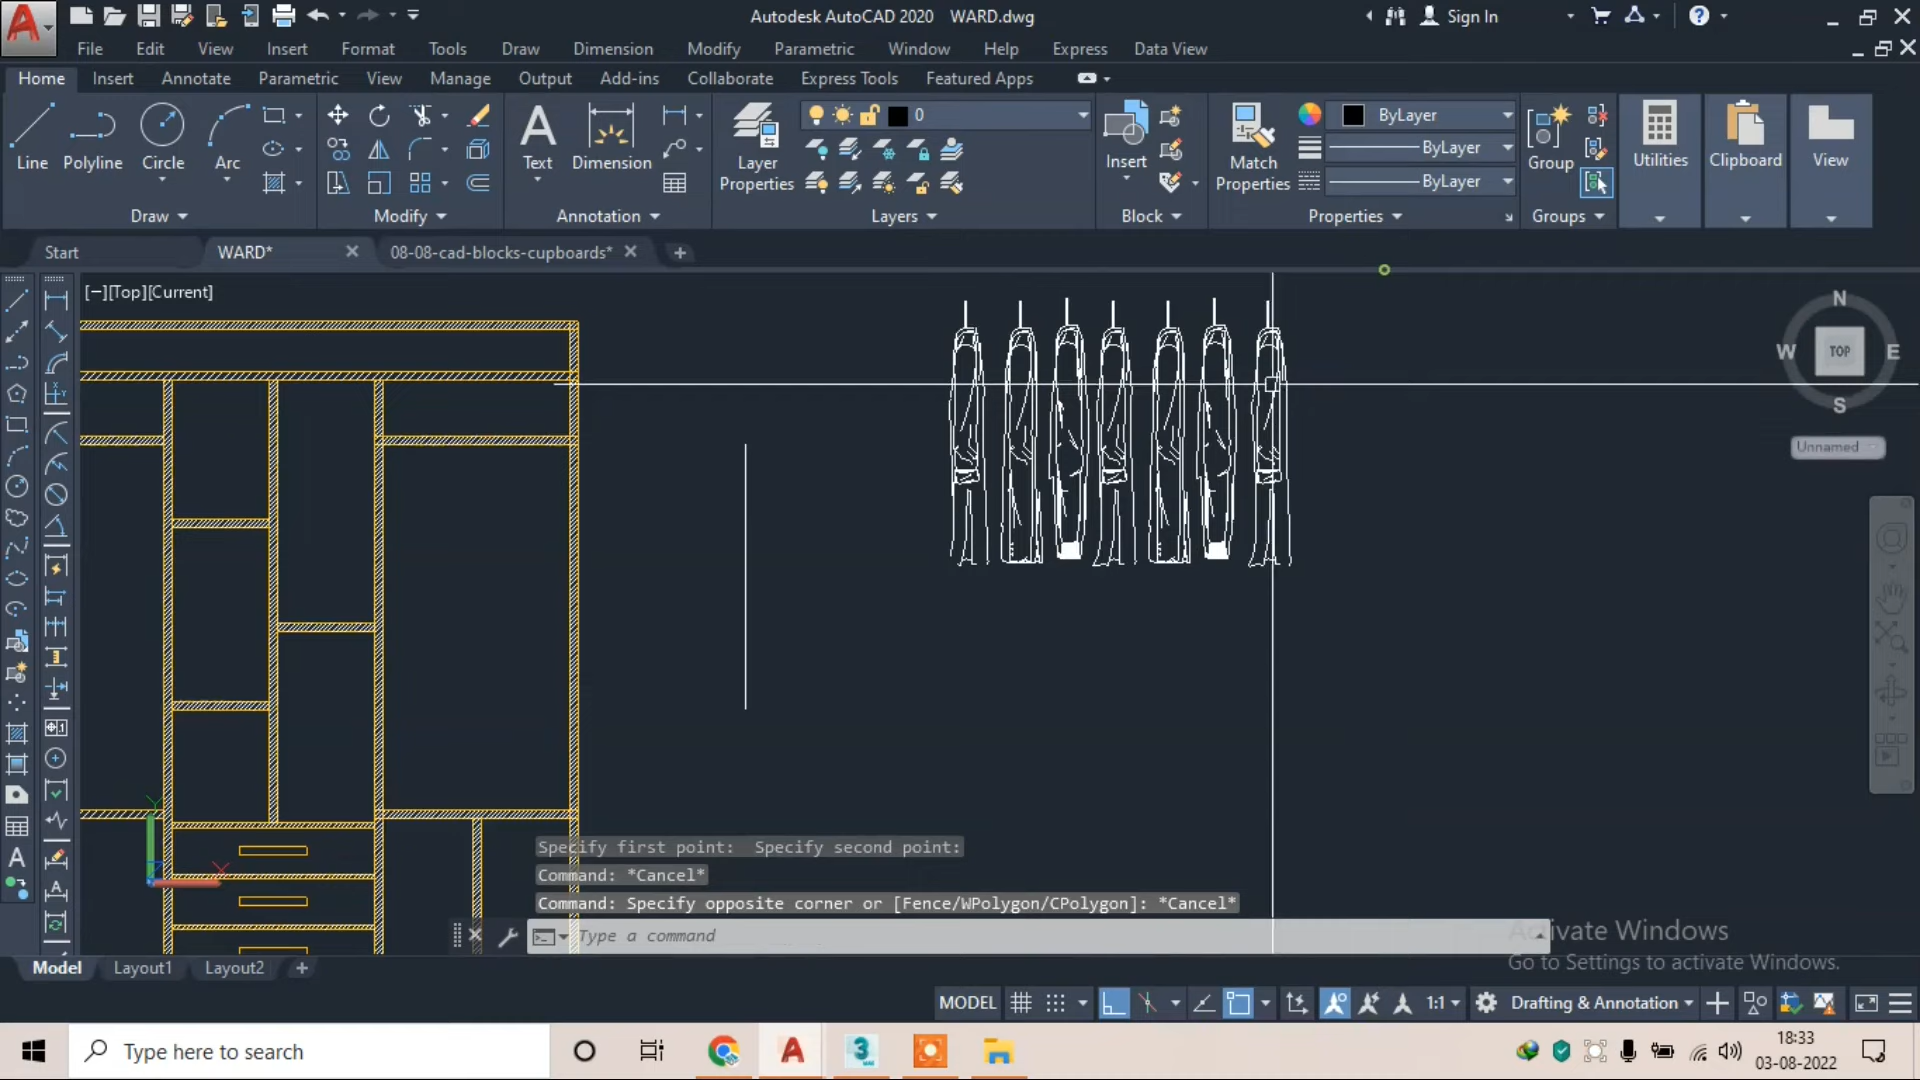 Autodesk AutoCAD 2020 WARD.dwg
Sign In
File Edit View Insert Format Tools Draw Dimension Modify Parametric Window Help Express Data View
Home Insert Annotate Parametric View Manage Output Add-ins Collaborate Express Tools Featured Apps
0
ByLayer
ByLayer
ByLayer
Line Polyline Circle Arc
Text Dimension
Layer Properties
Insert
Match Properties
Group
Utilities Clipboard View
Draw Modify Annotation Layers Block Properties Groups
Start WARD* 08-08-cad-blocks-cupboards*
[−][Top][Current]
N
W TOP E
S
Unnamed
Y
X
Specify first point: Specify second point:
Command: *Cancel*
Command: Specify opposite corner or [Fence/WPolygon/CPolygon]: *Cancel*
Type a command
Activate Windows
Go to Settings to activate Windows.
Model Layout1 Layout2
MODEL 1:1 Drafting & Annotation
Type here to search
18:33
03-08-2022